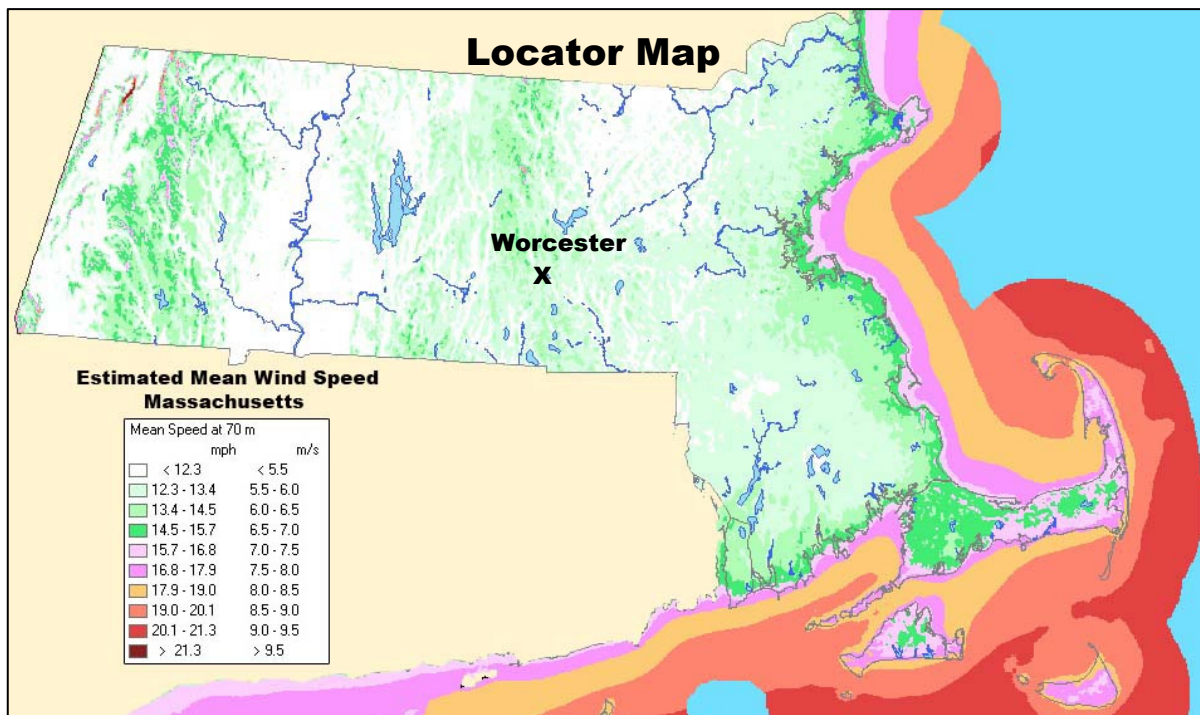 Locator Map
Worcester
X
Estimated Mean Wind Speed
Massachusetts
Mean Speed at 70 m
mph m/s
< 12.3 < 5.5
12.3 - 13.4 5.5 - 6.0
13.4 - 14.5 6.0 - 6.5
14.5 - 15.7 6.5 - 7.0
15.7 - 16.8 7.0 - 7.5
16.8 - 17.9 7.5 - 8.0
17.9 - 19.0 8.0 - 8.5
19.0 - 20.1 8.5 - 9.0
20.1 - 21.3 9.0 - 9.5
> 21.3 > 9.5